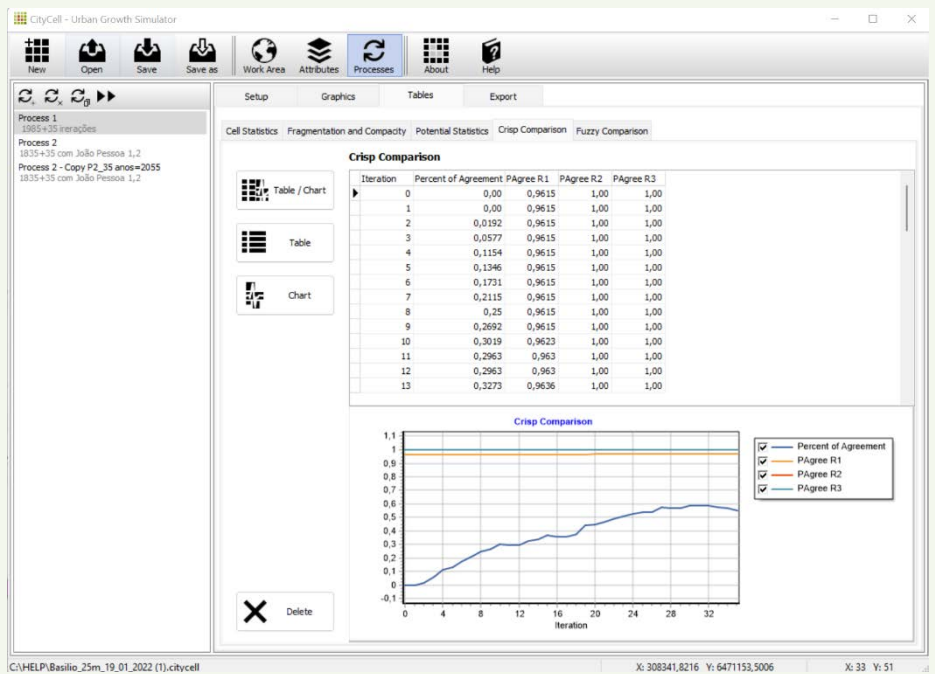 CityCell - Urban Growth Simulator
New Open Save Save as Work Area Attributes Processes About Help
Setup Graphics Tables Export
Process 1
1985+35 irerações
Process 2
1835+35 com João Pessoa 1,2
Process 2 - Copy P2_35 anos=2055
1835+35 com João Pessoa 1,2
Cell Statistics Fragmentation and Compacity Potential Statistics Crisp Comparison Fuzzy Comparison
Crisp Comparison
Table / Chart
Table
Chart
Delete
Iteration Percent of Agreement PAgree R1 PAgree R2 PAgree R3
0 0,00 0,9615 1,00 1,00
1 0,00 0,9615 1,00 1,00
2 0,0192 0,9615 1,00 1,00
3 0,0577 0,9615 1,00 1,00
4 0,1154 0,9615 1,00 1,00
5 0,1346 0,9615 1,00 1,00
6 0,1731 0,9615 1,00 1,00
7 0,2115 0,9615 1,00 1,00
8 0,25 0,9615 1,00 1,00
9 0,2692 0,9615 1,00 1,00
10 0,3019 0,9623 1,00 1,00
11 0,2963 0,963 1,00 1,00
12 0,2963 0,963 1,00 1,00
13 0,3273 0,9636 1,00 1,00
Crisp Comparison
1,1
1
0,9
0,8
0,7
0,6
0,5
0,4
0,3
0,2
0,1
0
-0,1
0 4 8 12 16 20 24 28 32
Iteration
Percent of Agreement
PAgree R1
PAgree R2
PAgree R3
C:\HELP\Basilio_25m_19_01_2022 (1).citycell X: 308341,8216 Y: 6471153,5006 X: 33 Y: 51